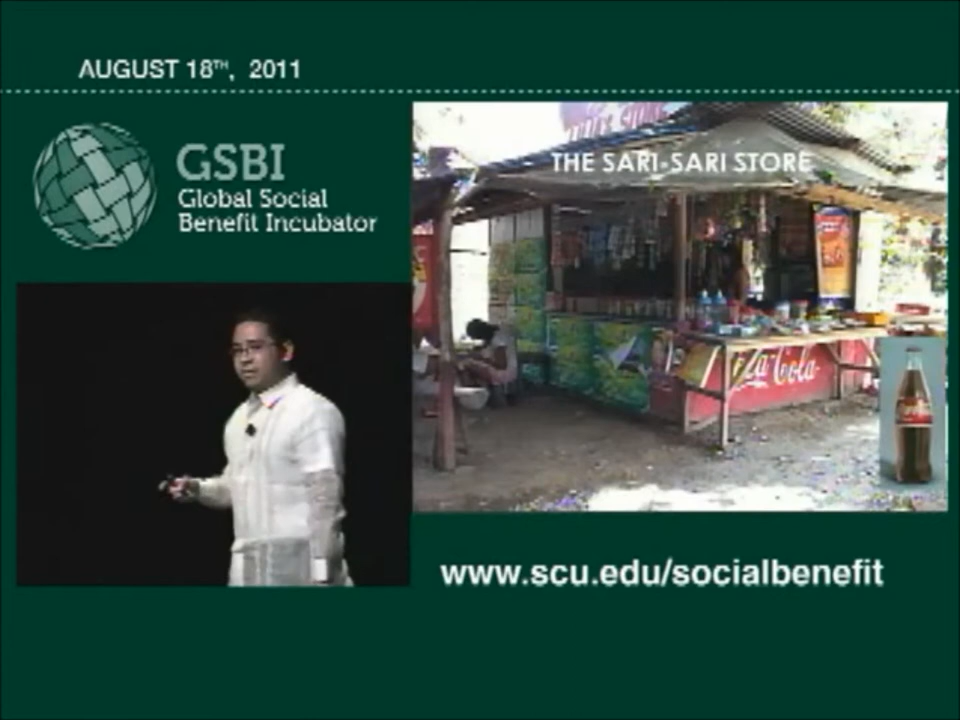 AUGUST 18TH, 2011
GSBI
Global Social
Benefit Incubator
THE SARI-SARI STORE
Coca-Cola
www.scu.edu/socialbenefit